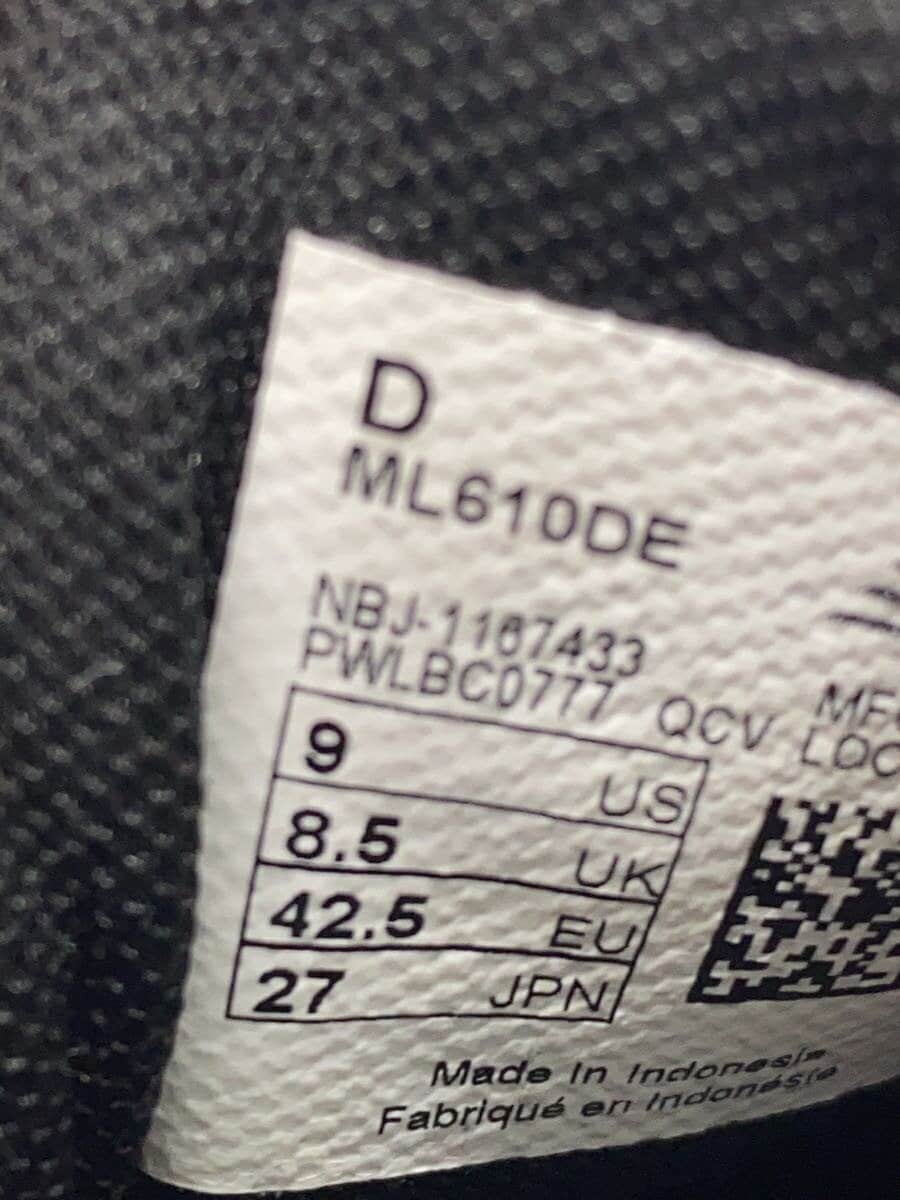 D
ML610DE
NBJ-1167433
PWLBC0777 QCV
9 US
8.5 UK
42.5 EU
27 JPN
Made In Indonesia
Fabriqué en Indonésie